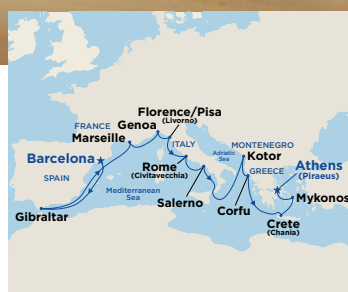 Florence/Pisa
(Livorno)
FRANCE
Genoa
Marseille
ITALY
Adriatic
Sea
MONTENEGRO
Kotor
Barcelona
Rome
(Civitavecchia)
GREECE
Athens
(Piraeus)
SPAIN
Mediterranean
Sea
Salerno
Corfu
Mykonos
Gibraltar
Crete
(Chania)